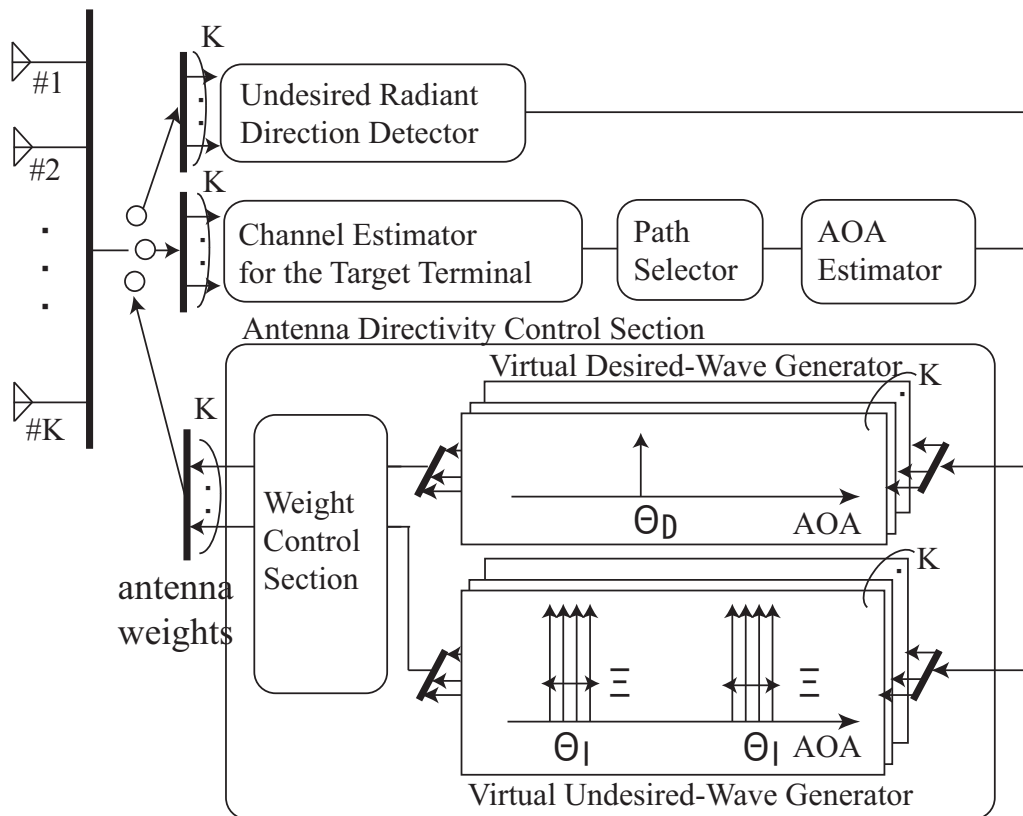 #1
#2
#K
K
Undesired Radiant
Direction Detector
K
Channel Estimator
for the Target Terminal
Path
Selector
AOA
Estimator
Antenna Directivity Control Section
Virtual Desired-Wave Generator
K
K
Weight
Control
Section
antenna
weights
ΘD
AOA
K
Ξ
Ξ
ΘI
ΘI
AOA
Virtual Undesired-Wave Generator